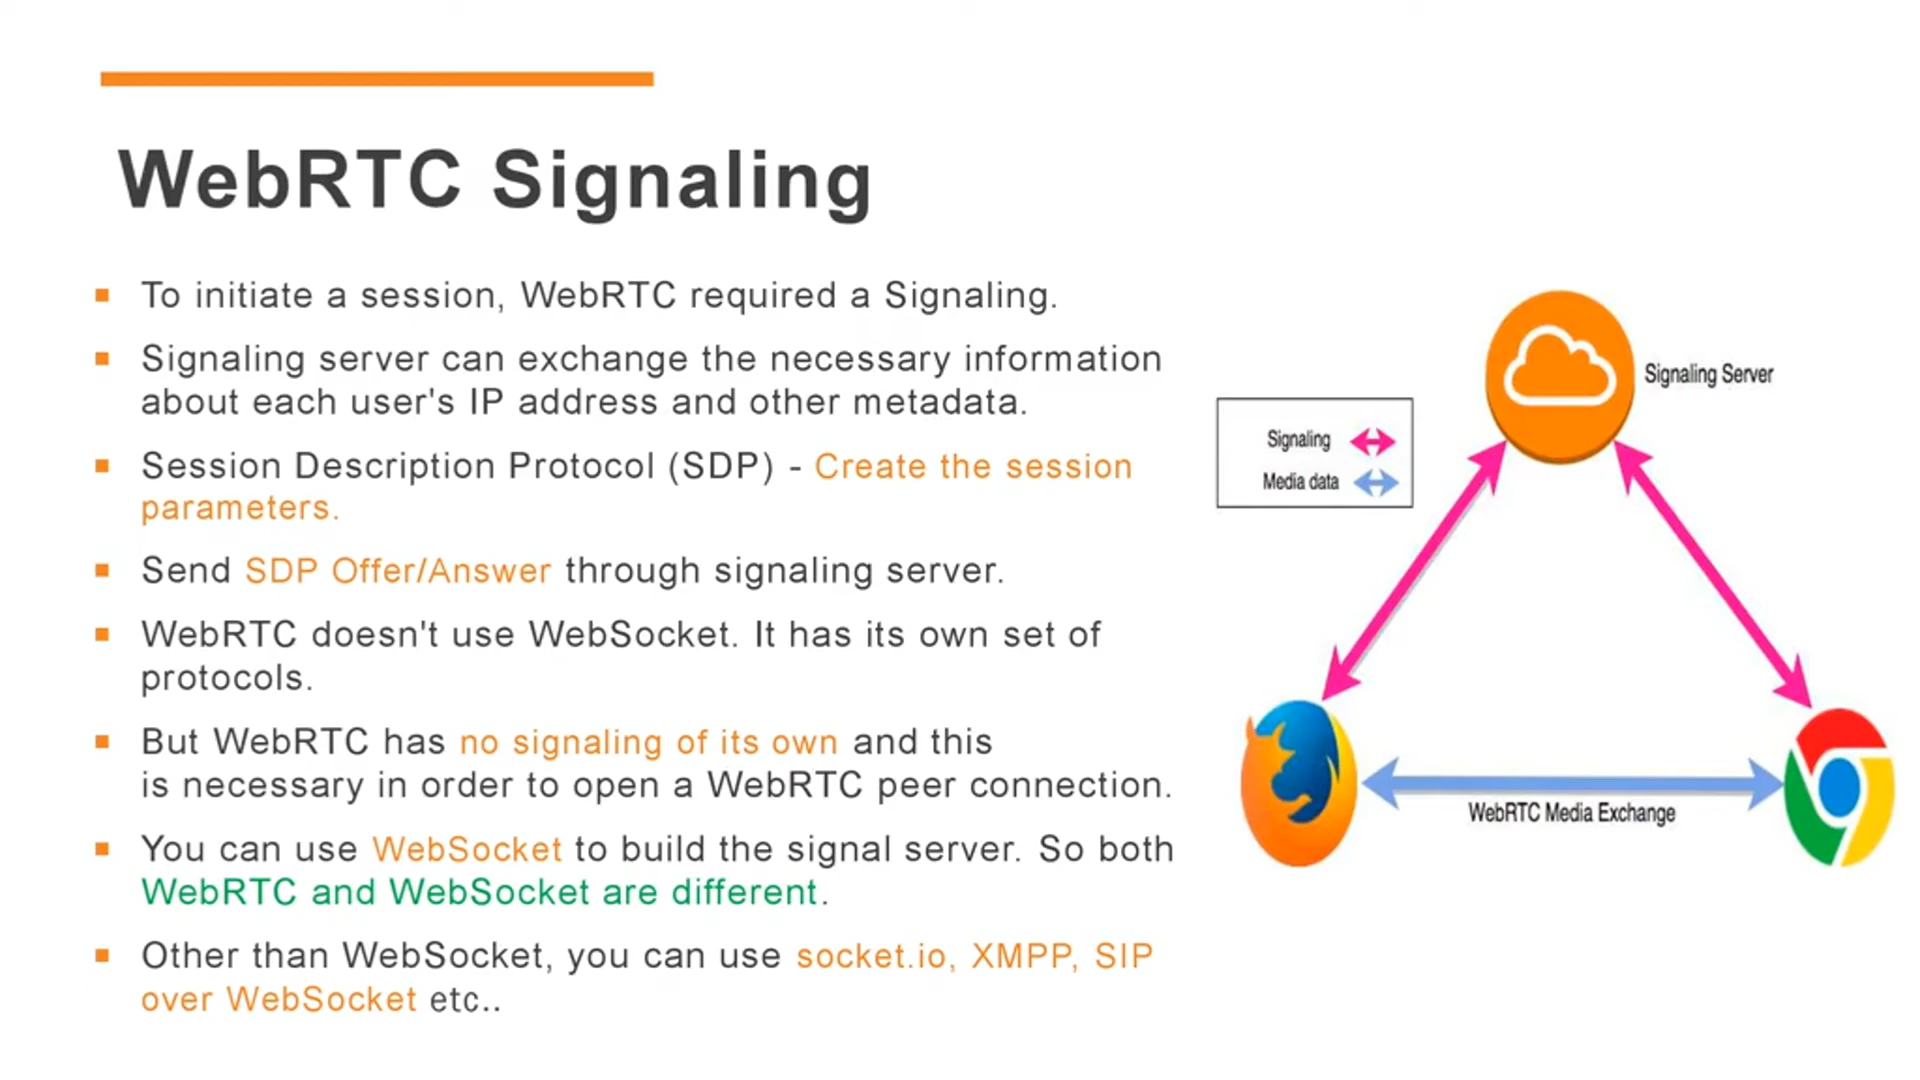 WebRTC Signaling
To initiate a session, WebRTC required a Signaling.
Signaling server can exchange the necessary information
about each user's IP address and other metadata.
Session Description Protocol (SDP) - Create the session
parameters.
Send SDP Offer/Answer through signaling server.
WebRTC doesn't use WebSocket. It has its own set of
protocols.
But WebRTC has no signaling of its own and this
is necessary in order to open a WebRTC peer connection.
You can use WebSocket to build the signal server. So both
WebRTC and WebSocket are different.
Other than WebSocket, you can use socket.io, XMPP, SIP
over WebSocket etc..
Signaling Server
Signaling
Media data
WebRTC Media Exchange